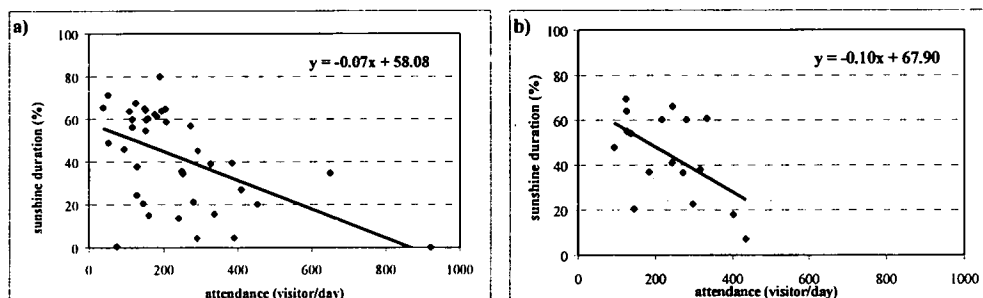 a)
y = -0.07x + 58.08
sunshine duration (%)
100
80
60
40
20
0
0 200 400 600 800 1000
attendance (visitor/day)
b)
y = -0.10x + 67.90
sunshine duration (%)
100
80
60
40
20
0
0 200 400 600 800 1000
attendance (visitor/day)